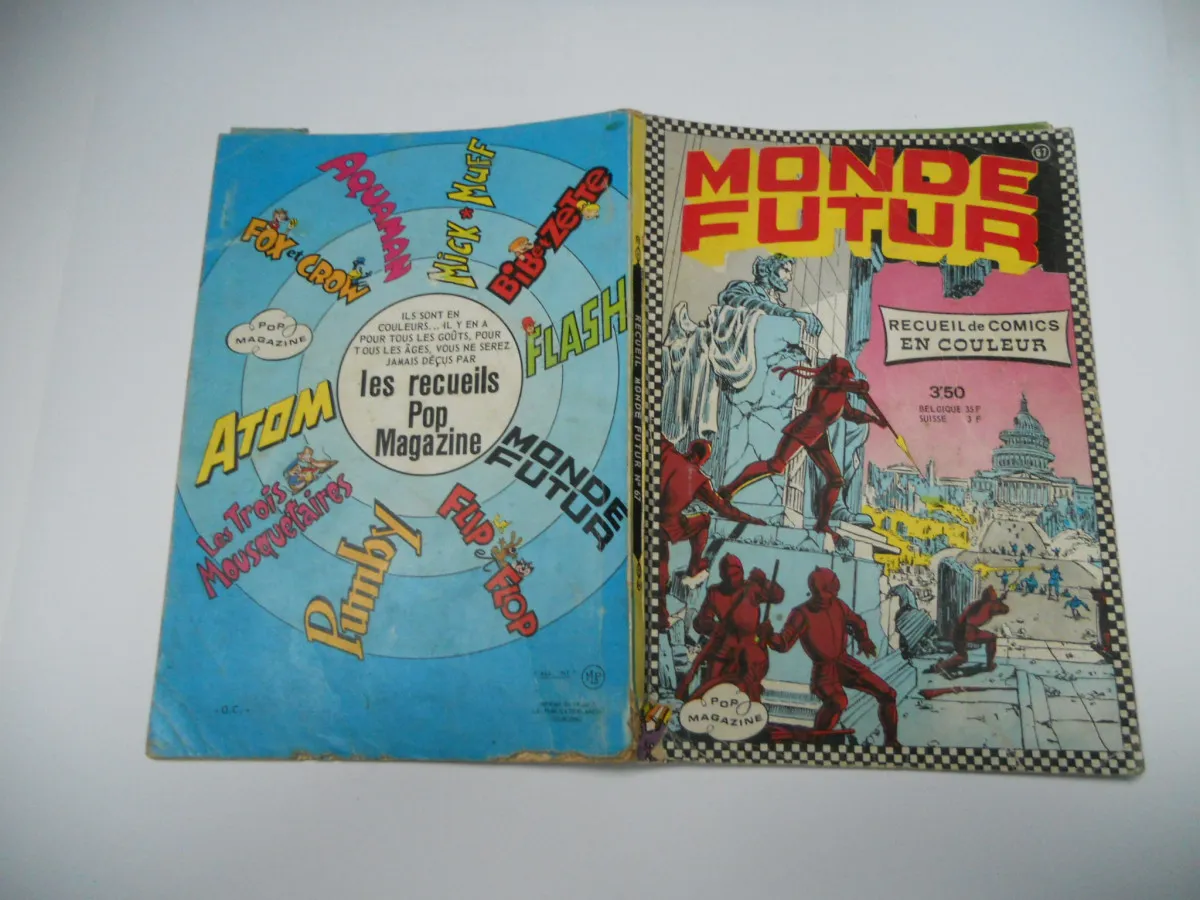 AQUAMAN
MICK * MUFF
BIB et ZETTE
FOX et CROW
POP
MAGAZINE
FLASH
ILS SONT EN
COULEURS... IL Y EN A
POUR TOUS LES GOÛTS, POUR
TOUS LES ÂGES, VOUS NE SEREZ
JAMAIS DÉÇUS PAR
les recueils
Pop
Magazine
ATOM
MONDE
FUTUR
Les Trois
Mousquetaires
Pumby
FLIP
FLOP
- D.C. -
RECUEIL MONDE FUTUR N° 67
MONDE
FUTUR
67
RECUEIL de COMICS
EN COULEUR
3'50
BELGIQUE 35 F
SUISSE 3 F
POP
MAGAZINE